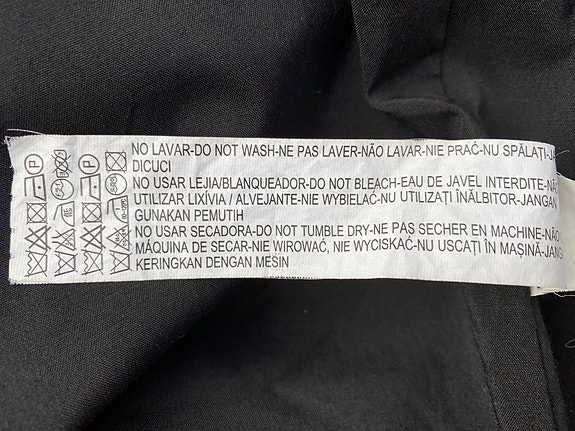 NO LAVAR-DO NOT WASH-NE PAS LAVER-NÃO LAVAR-NIE PRAĆ-NU SPĂLAȚI-JA
DICUCI
NO USAR LEJIA/BLANQUEADOR-DO NOT BLEACH-EAU DE JAVEL INTERDITE-NÃO
UTILIZAR LIXÍVIA / ALVEJANTE-NIE WYBIELAĆ-NU UTILIZAȚI ÎNĂLBITOR-JANGAN
GUNAKAN PEMUTIH
NO USAR SECADORA-DO NOT TUMBLE DRY-NE PAS SECHER EN MACHINE-NÃO
MÁQUINA DE SECAR-NIE WIROWAĆ, NIE WYCISKAĆ-NU USCAȚI ÎN MAȘINĂ-JANG
KERINGKAN DENGAN MESIN